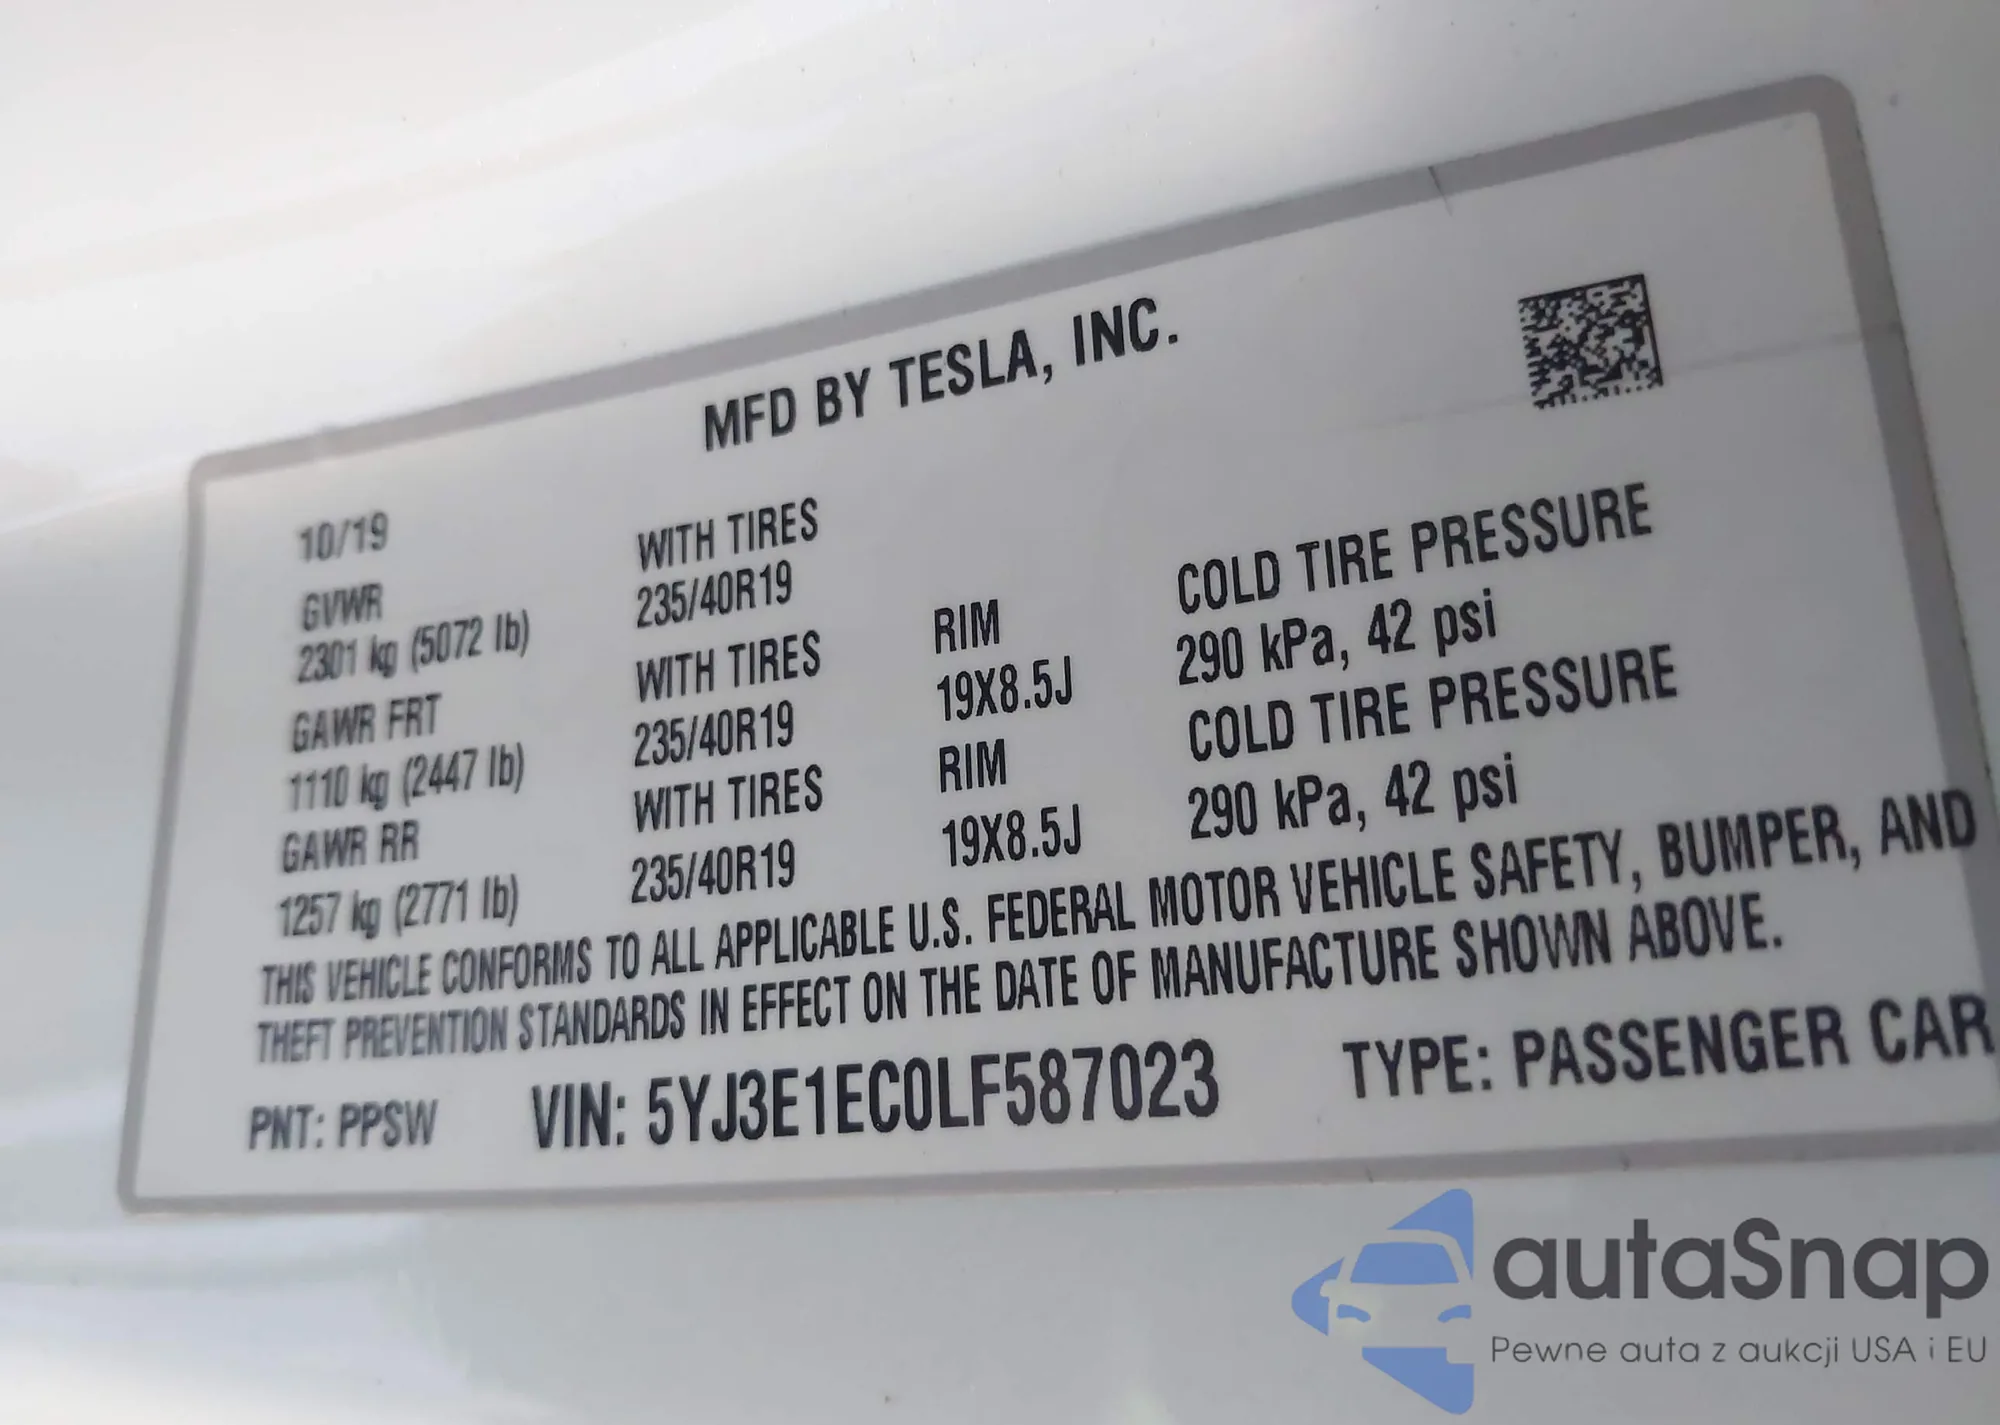 MFD BY TESLA, INC.
10/19
GVWR
2301 kg (5072 lb)
GAWR FRT
1110 kg (2447 lb)
GAWR RR
1257 kg (2771 lb)
WITH TIRES
235/40R19
WITH TIRES
235/40R19
WITH TIRES
235/40R19
RIM
19X8.5J
RIM
19X8.5J
COLD TIRE PRESSURE
290 kPa, 42 psi
COLD TIRE PRESSURE
290 kPa, 42 psi
THIS VEHICLE CONFORMS TO ALL APPLICABLE U.S. FEDERAL MOTOR VEHICLE SAFETY, BUMPER, AND
THEFT PREVENTION STANDARDS IN EFFECT ON THE DATE OF MANUFACTURE SHOWN ABOVE.
PNT: PPSW VIN: 5YJ3E1EC0LF587023 TYPE: PASSENGER CAR
autaSnap
Pewne auta z aukcji USA i EU